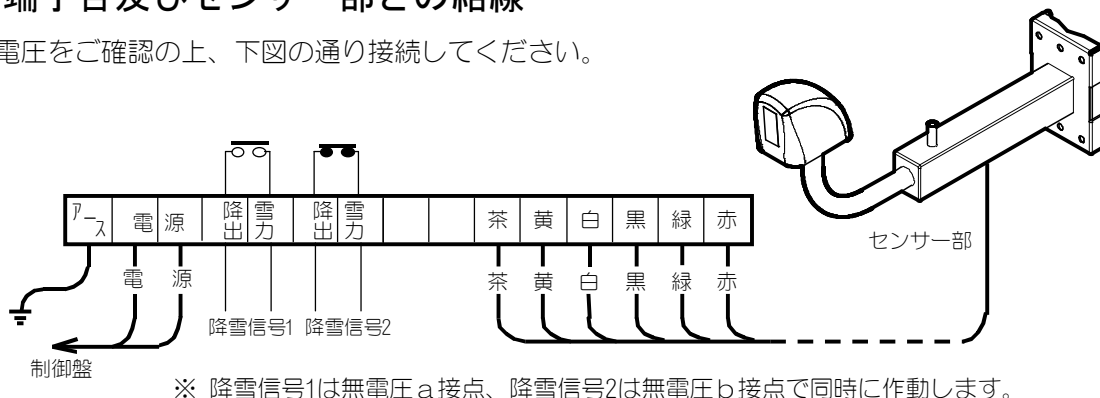 端子台及びセンサー部との結線
電圧をご確認の上、下図の通り接続してください。
アース 電 源 降雪出力 降雪出力 茶 黄 白 黒 緑 赤
電 源 茶 黄 白 黒 緑 赤
センサー部
降雪信号1 降雪信号2
制御盤
※ 降雪信号1は無電圧a接点、降雪信号2は無電圧b接点で同時に作動します。